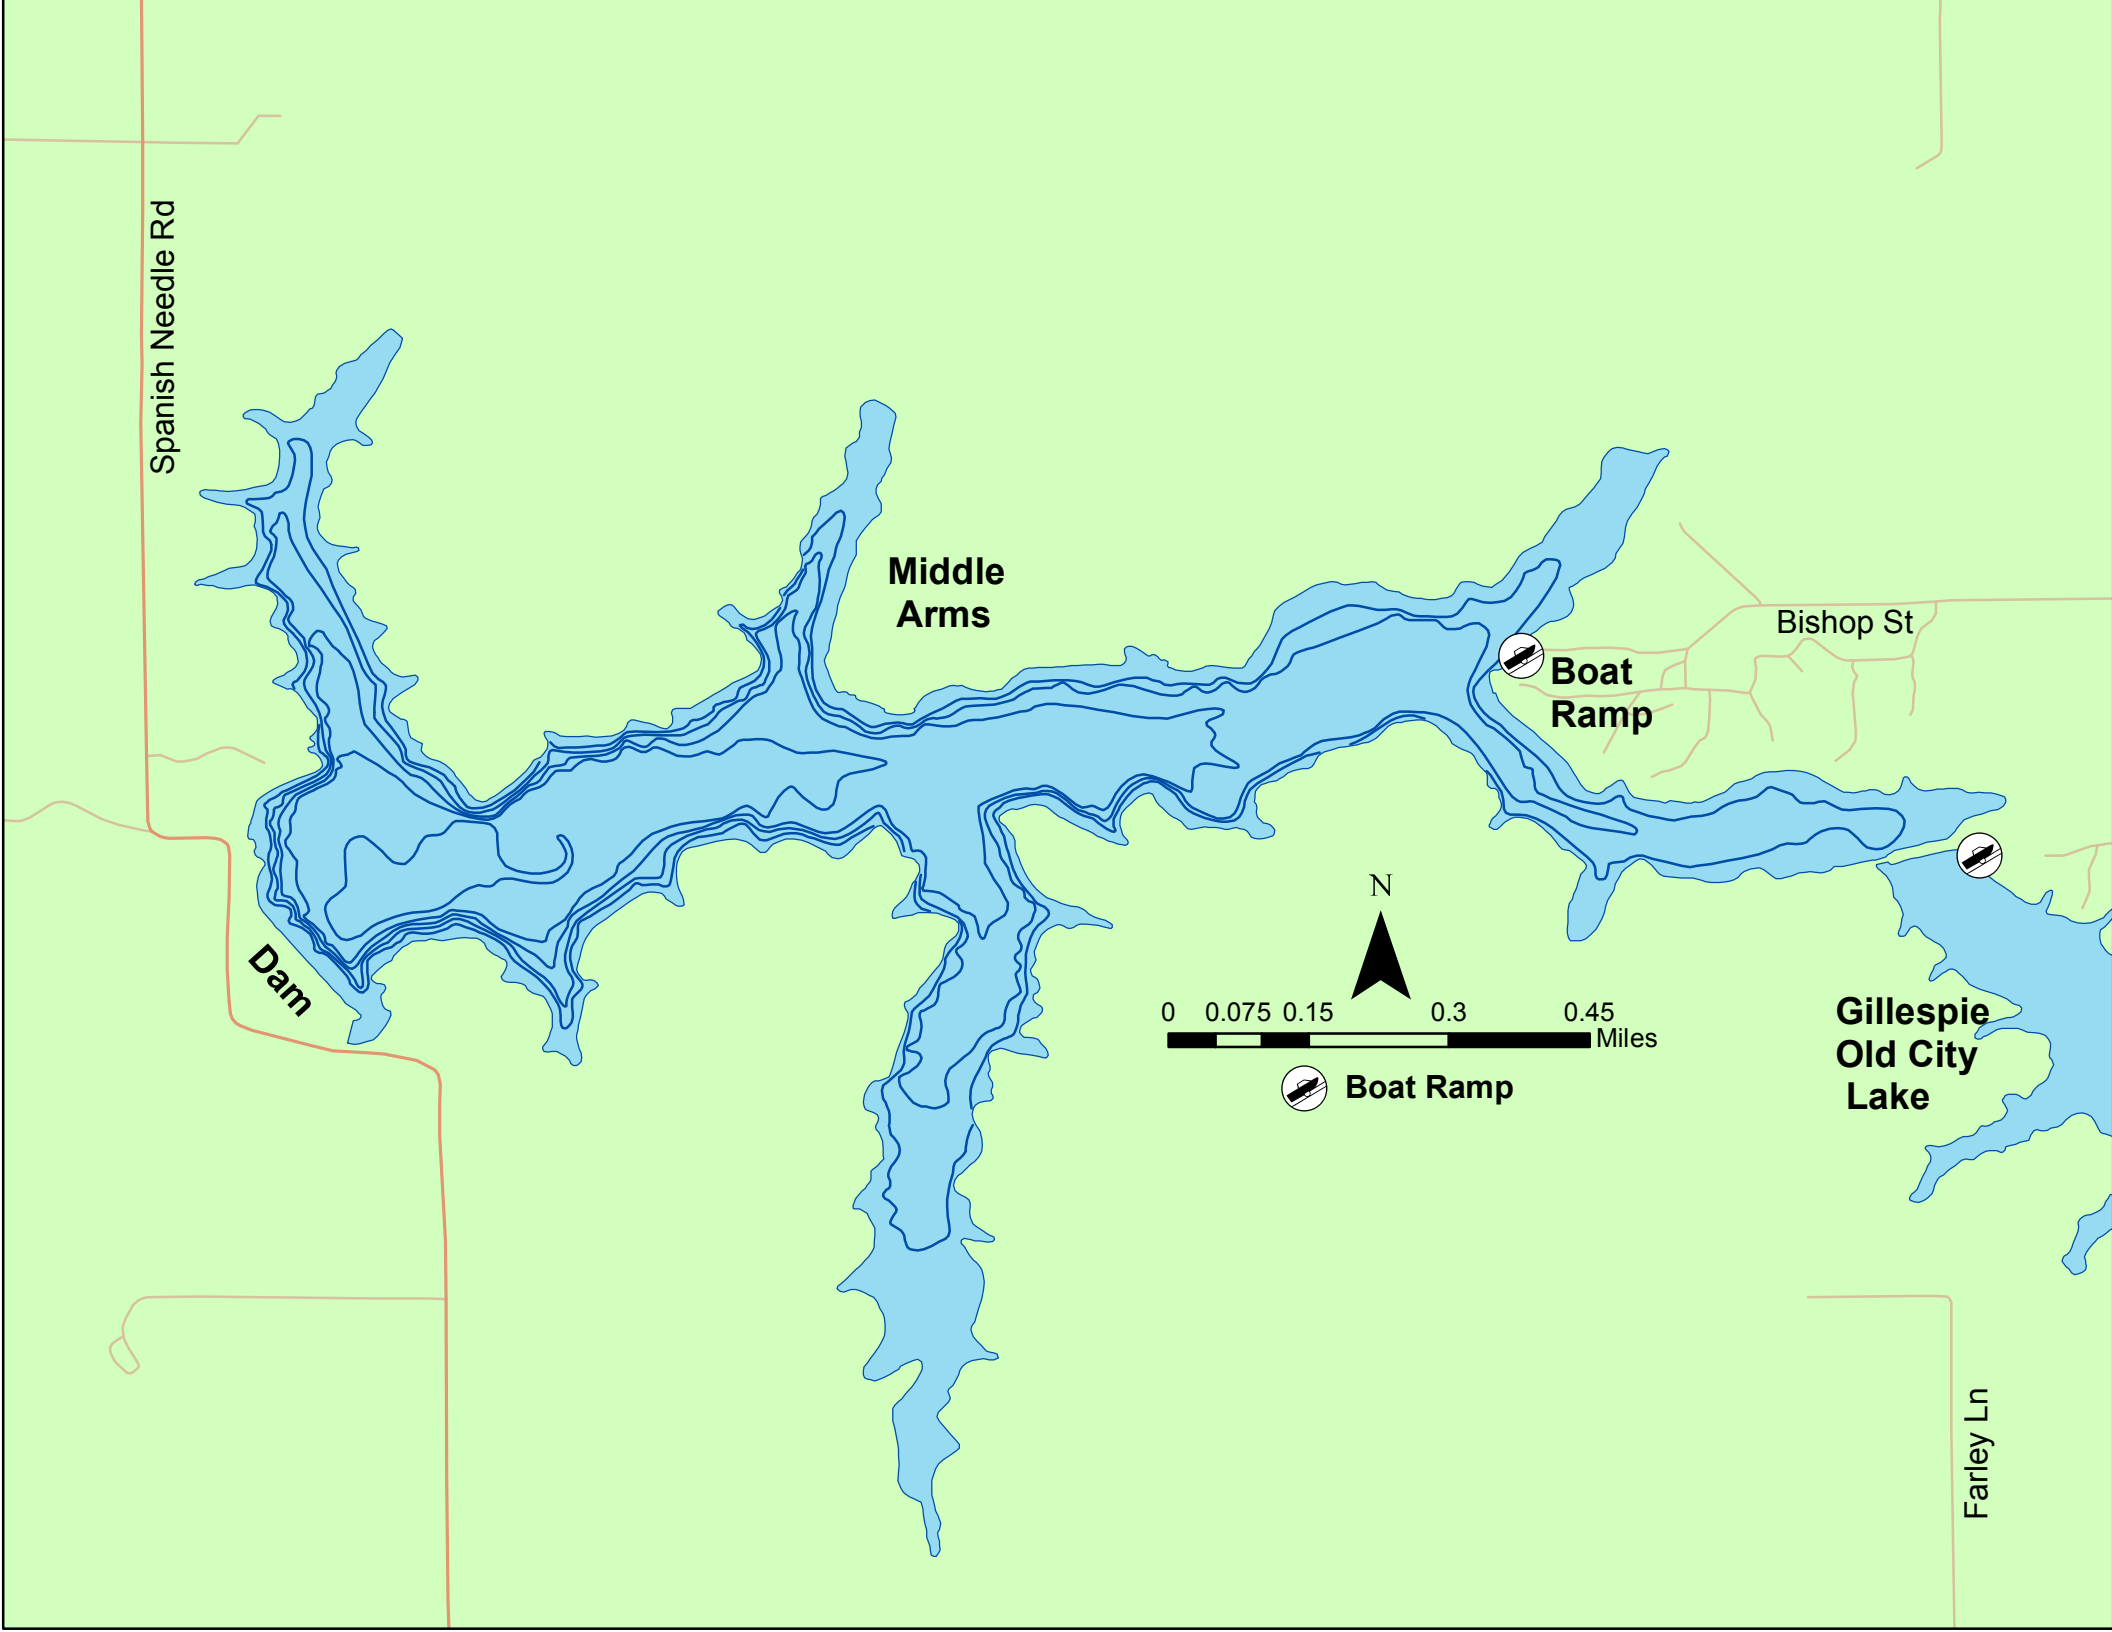 Spanish Needle Rd
Middle
Arms
Bishop St
Boat
Ramp
Dam
N
0 0.075 0.15 0.3 0.45
Miles
Boat Ramp
Gillespie
Old City
Lake
Farley Ln